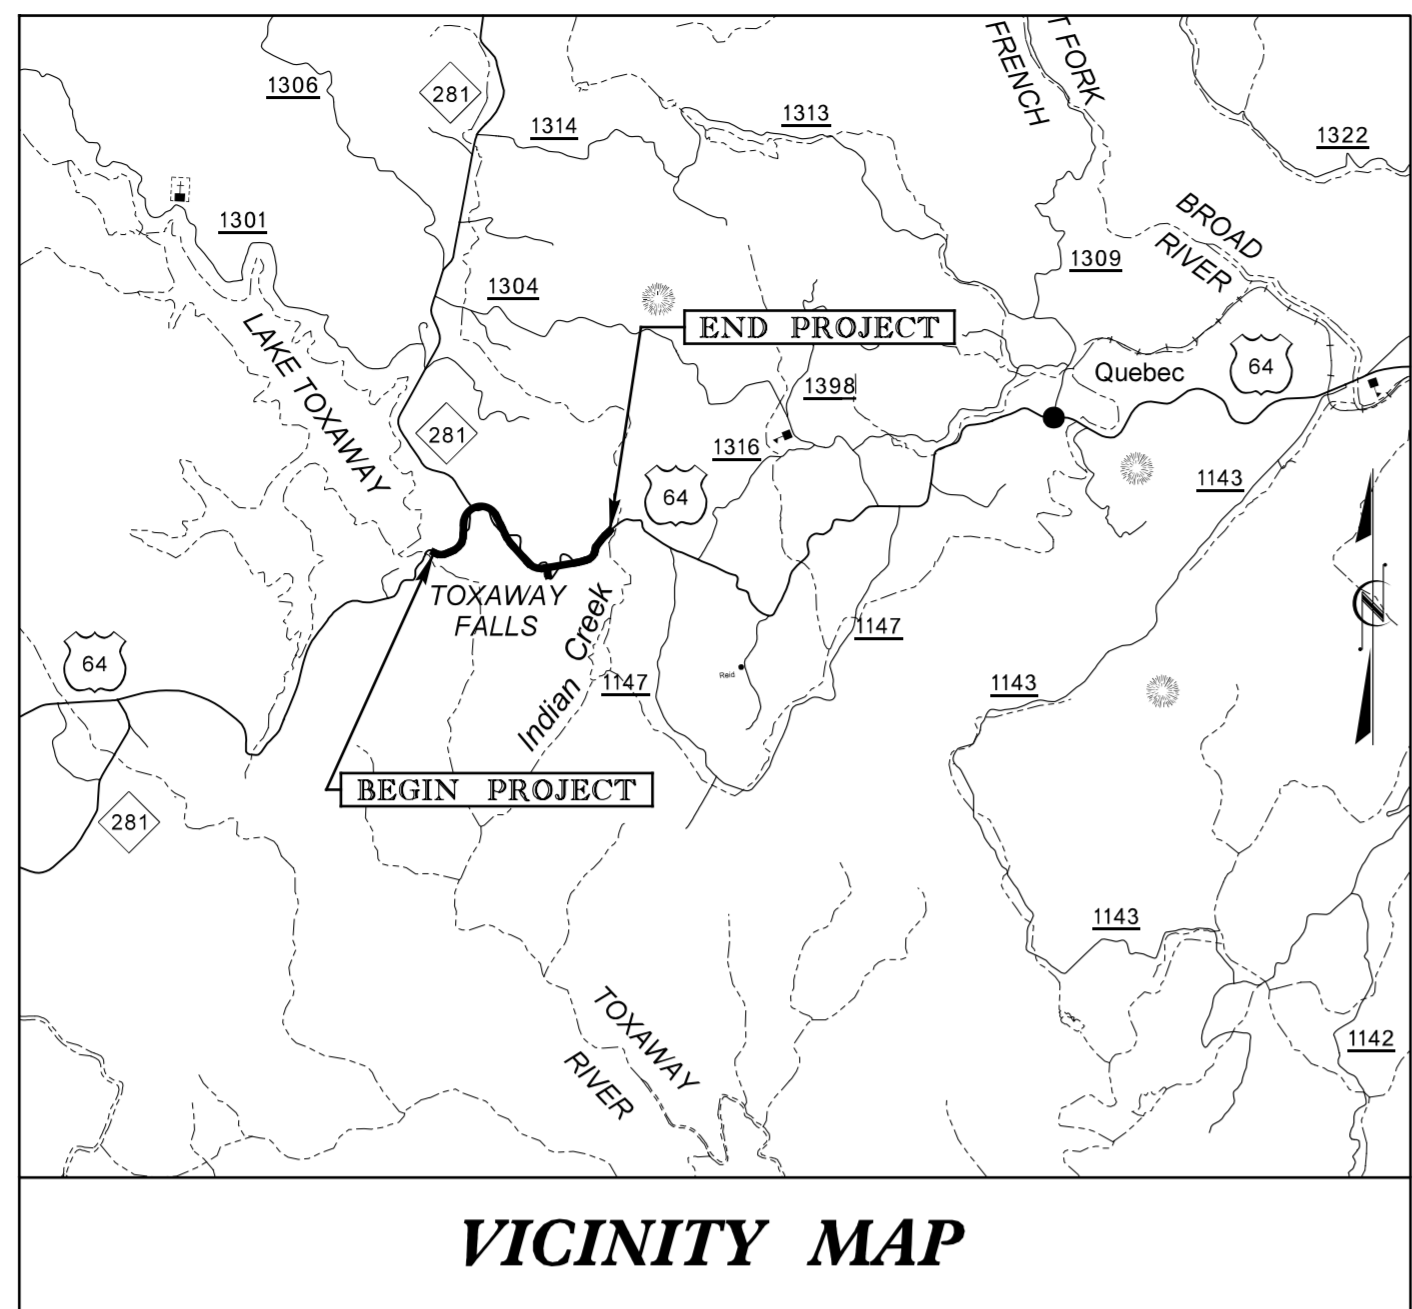 1306
281
1314
1313
FRENCH
T FORK
1322
1301
BROAD
RIVER
1309
1304
LAKE TOXAWAY
END PROJECT
64
Quebec
1398
281
1316
64
1143
TOXAWAY
FALLS
Indian Creek
1147
64
Reid
1147
1143
BEGIN PROJECT
281
1143
TOXAWAY
RIVER
1142
N
VICINITY MAP